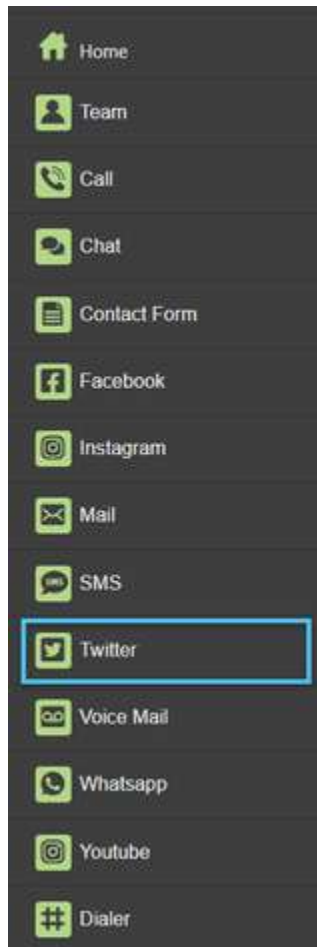 Home
Team
Call
Chat
Contact Form
Facebook
Instagram
Mail
SMS
Twitter
Voice Mail
Whatsapp
Youtube
Dialer